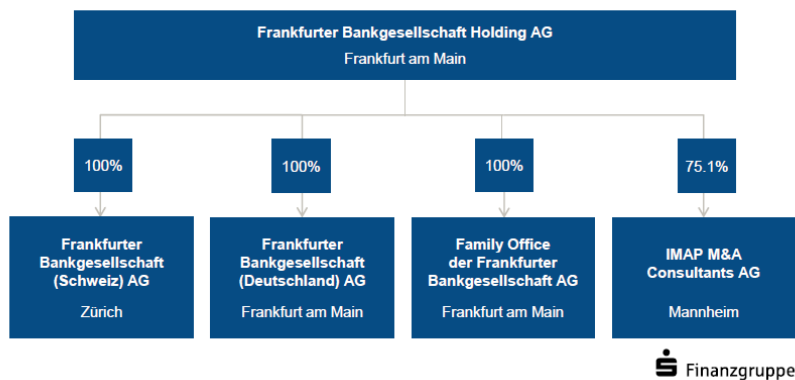 Frankfurter Bankgesellschaft Holding AG
Frankfurt am Main
100%
100%
100%
75.1%
Frankfurter
Bankgesellschaft
(Schweiz) AG
Zürich
Frankfurter
Bankgesellschaft
(Deutschland) AG
Frankfurt am Main
Family Office
der Frankfurter
Bankgesellschaft AG
Frankfurt am Main
IMAP M&A
Consultants AG
Mannheim
Finanzgruppe